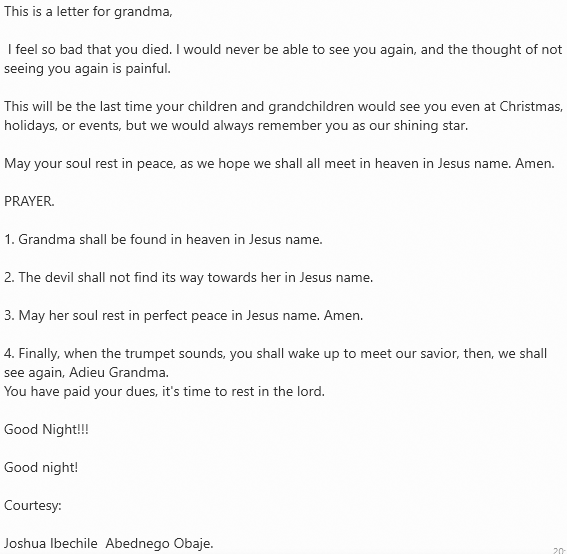 This is a letter for grandma,
I feel so bad that you died. I would never be able to see you again, and the thought of not
seeing you again is painful.
This will be the last time your children and grandchildren would see you even at Christmas,
holidays, or events, but we would always remember you as our shining star.
May your soul rest in peace, as we hope we shall all meet in heaven in Jesus name. Amen.
PRAYER.
1. Grandma shall be found in heaven in Jesus name.
2. The devil shall not find its way towards her in Jesus name.
3. May her soul rest in perfect peace in Jesus name. Amen.
4. Finally, when the trumpet sounds, you shall wake up to meet our savior, then, we shall
see again, Adieu Grandma.
You have paid your dues, it's time to rest in the lord.
Good Night!!!
Good night!
Courtesy:
Joshua Ibechile  Abednego Obaje.